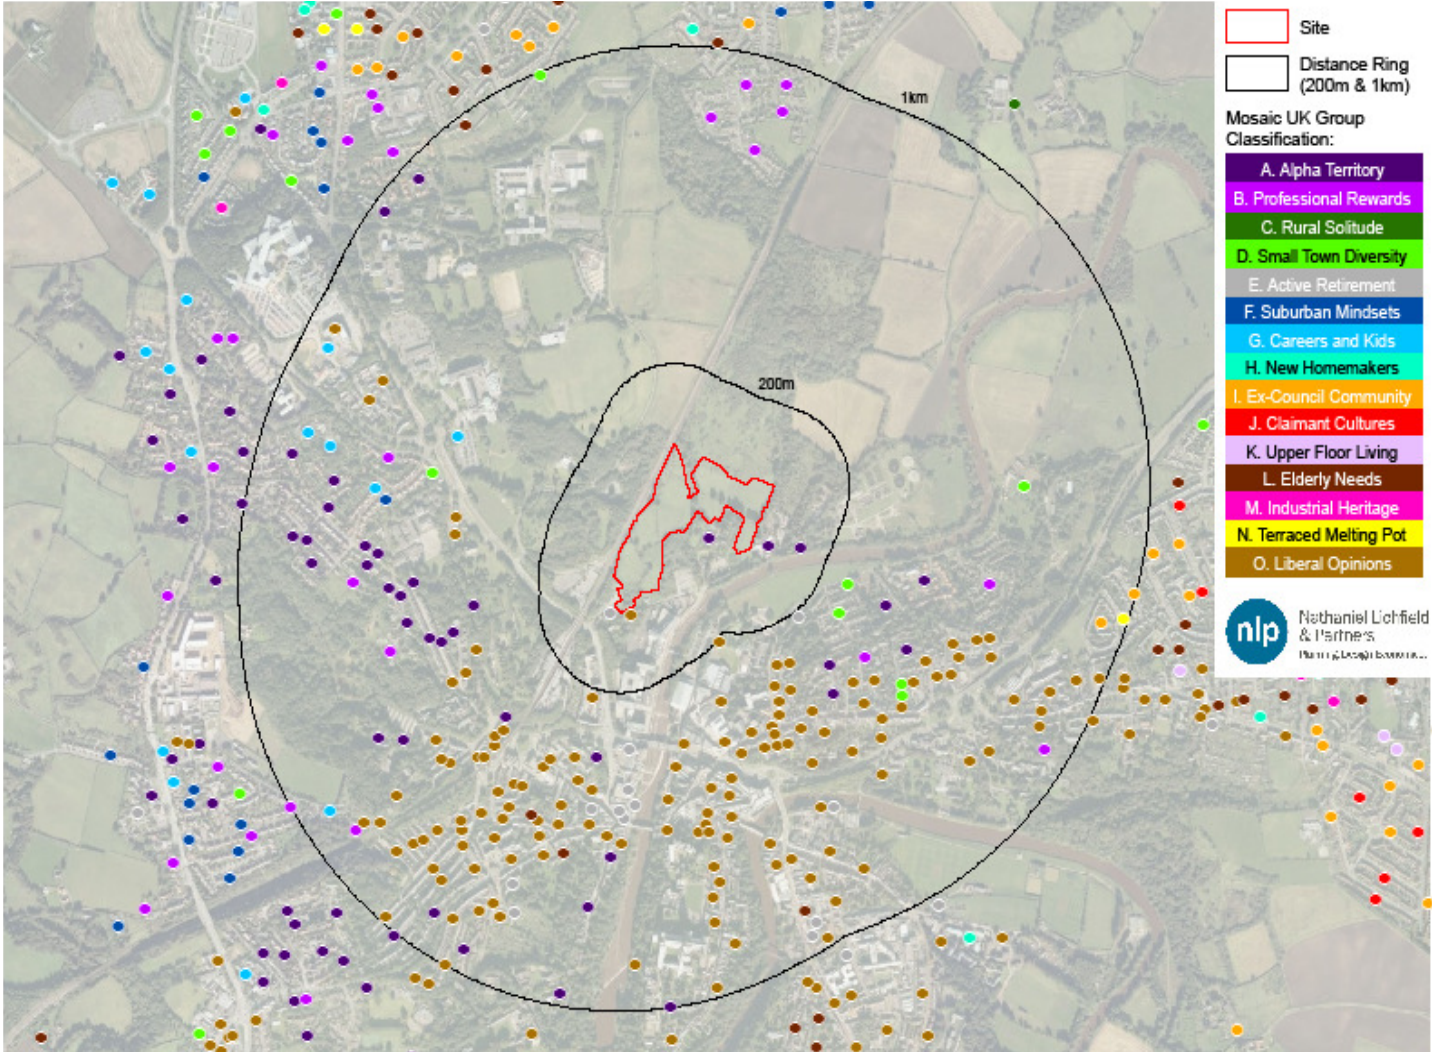 Site
Distance Ring
(200m & 1km)
Mosaic UK Group
Classification:
A. Alpha Territory
B. Professional Rewards
C. Rural Solitude
D. Small Town Diversity
E. Active Retirement
F. Suburban Mindsets
G. Careers and Kids
H. New Homemakers
I. Ex-Council Community
J. Claimant Cultures
K. Upper Floor Living
L. Elderly Needs
M. Industrial Heritage
N. Terraced Melting Pot
O. Liberal Opinions
nlp
Nathaniel Lichfield
& Partners
Planning. Design.
1km
200m